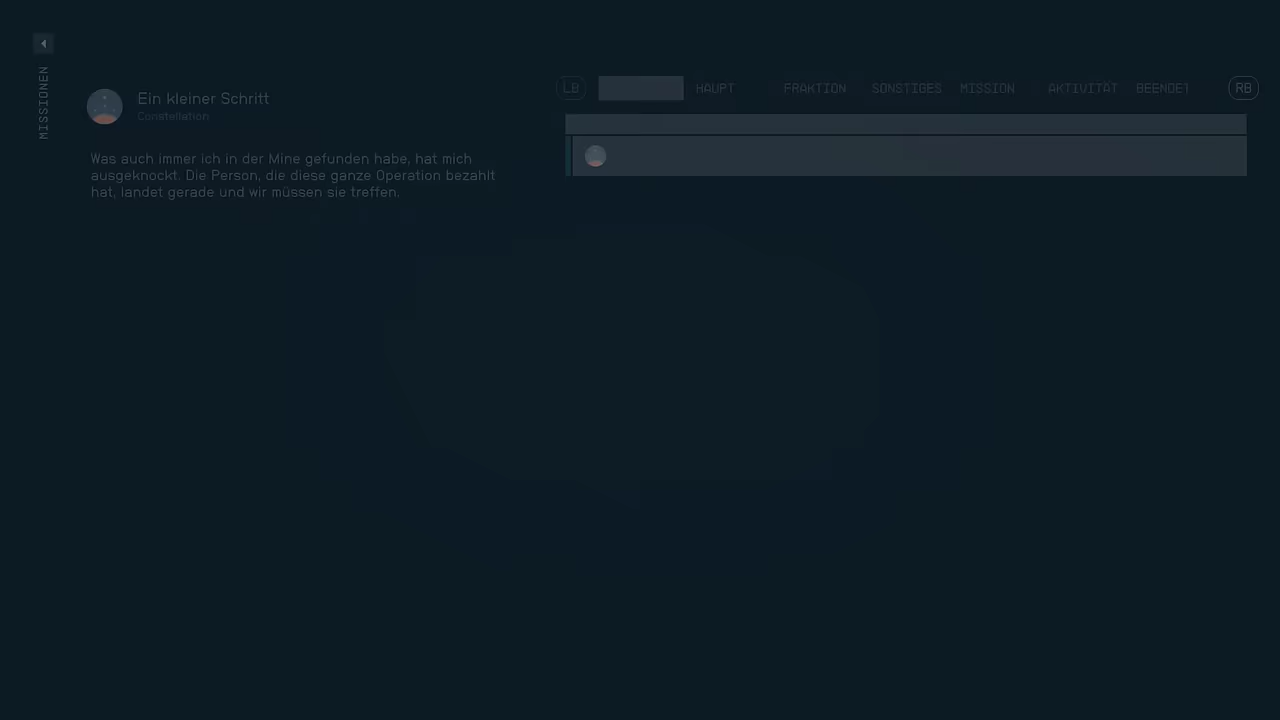 MISSIONEN
Ein kleiner Schritt
Constellation
Was auch immer ich in der Mine gefunden habe, hat mich
ausgeknockt. Die Person, die diese ganze Operation bezahlt
hat, landet gerade und wir müssen sie treffen.
LB HAUPT FRAKTION SONSTIGES MISSION AKTIVITÄT BEENDET RB